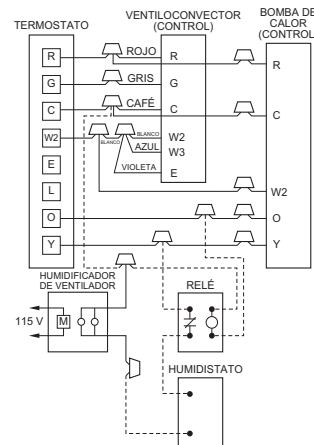 TERMOSTATO
VENTILOCONVECTOR
(CONTROL)
BOMBA DE
CALOR
(CONTROL
R
ROJO
R
R
G
GRIS
G
C
CAFÉ
C
C
W2
BLANCO
BLANCO
W2
AZUL
W3
E
VIOLETA
E
L
W2
O
O
Y
Y
HUMIDIFICADOR
DE VENTILADOR
RELÉ
115 V
M
HUMIDISTATO